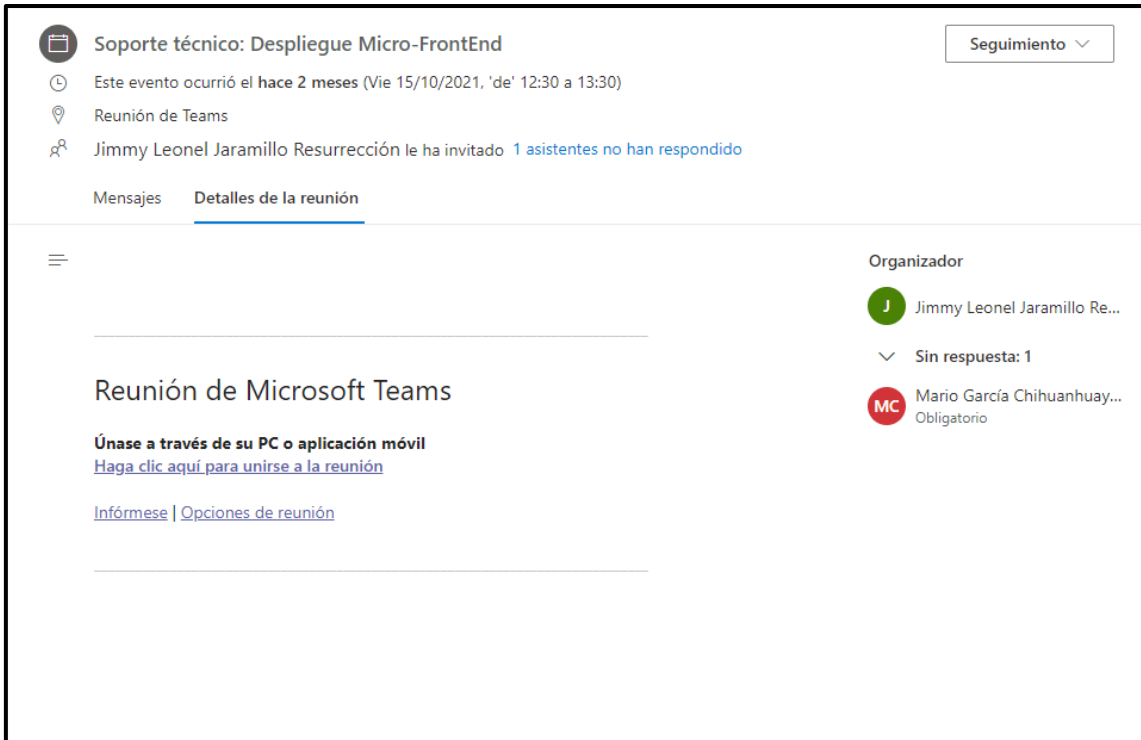 Soporte técnico: Despliegue Micro-FrontEnd
Seguimiento
Este evento ocurrió el hace 2 meses (Vie 15/10/2021, 'de' 12:30 a 13:30)
Reunión de Teams
Jimmy Leonel Jaramillo Resurrección le ha invitado 1 asistentes no han respondido
Mensajes Detalles de la reunión
Organizador
J Jimmy Leonel Jaramillo Re...
Sin respuesta: 1
MC Mario García Chihuanhuay...
Obligatorio
Reunión de Microsoft Teams
Únase a través de su PC o aplicación móvil
Haga clic aquí para unirse a la reunión
Infórmese | Opciones de reunión